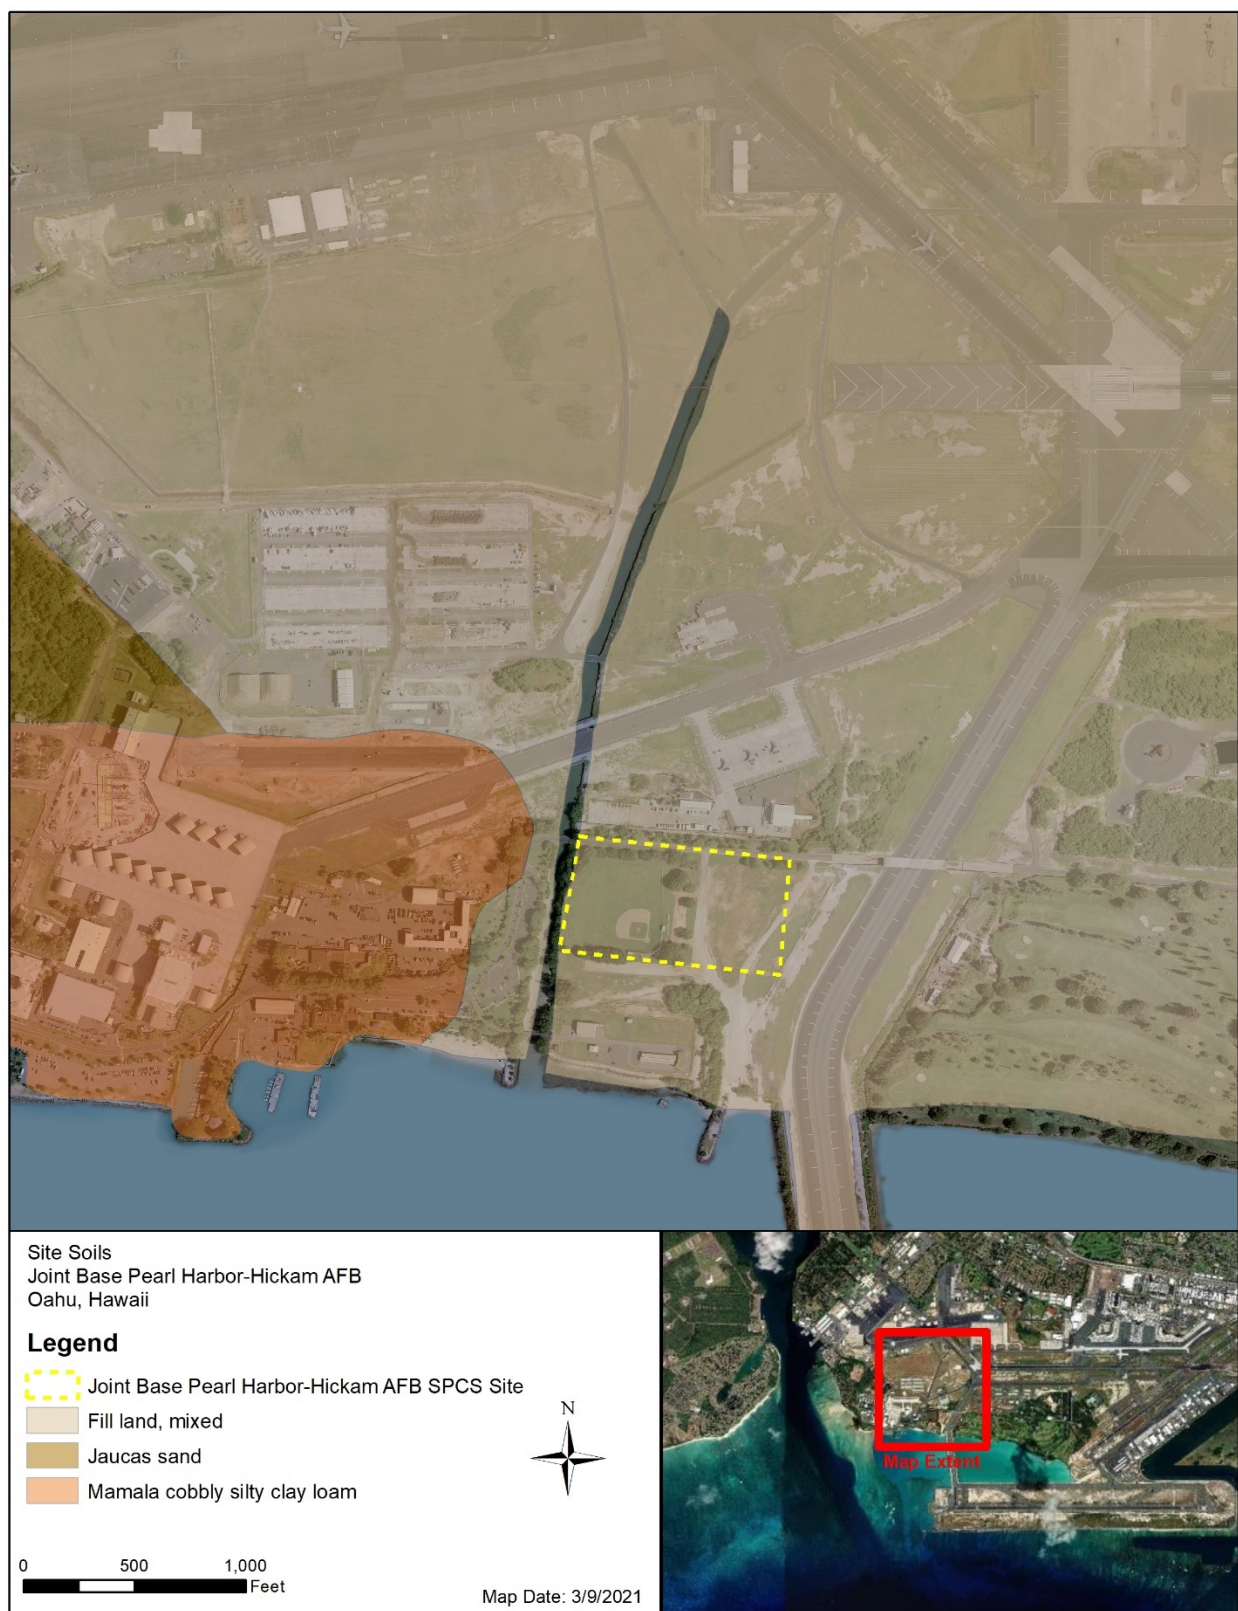 Site Soils
Joint Base Pearl Harbor-Hickam AFB
Oahu, Hawaii
Legend
Joint Base Pearl Harbor-Hickam AFB SPCS Site
Fill land, mixed
Jaucas sand
Mamala cobbly silty clay loam
N
0 500 1,000
Feet
Map Date: 3/9/2021
Map Extent